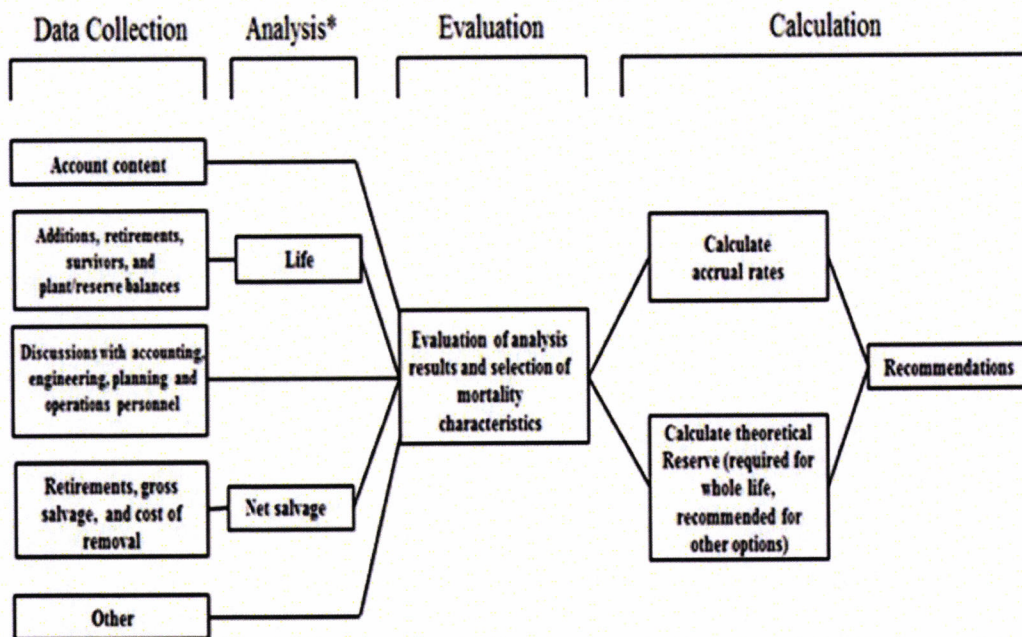 Data Collection
Analysis*
Evaluation
Calculation
Account content
Additions, retirements,
survivors, and
plant/reserve balances
Life
Discussions with accounting,
engineering, planning and
operations personnel
Retirements, gross
salvage, and cost of
removal
Net salvage
Other
Evaluation of analysis
results and selection of
mortality
characteristics
Calculate
accrual rates
Calculate theoretical
Reserve (required for
whole life,
recommended for
other options)
Recommendations